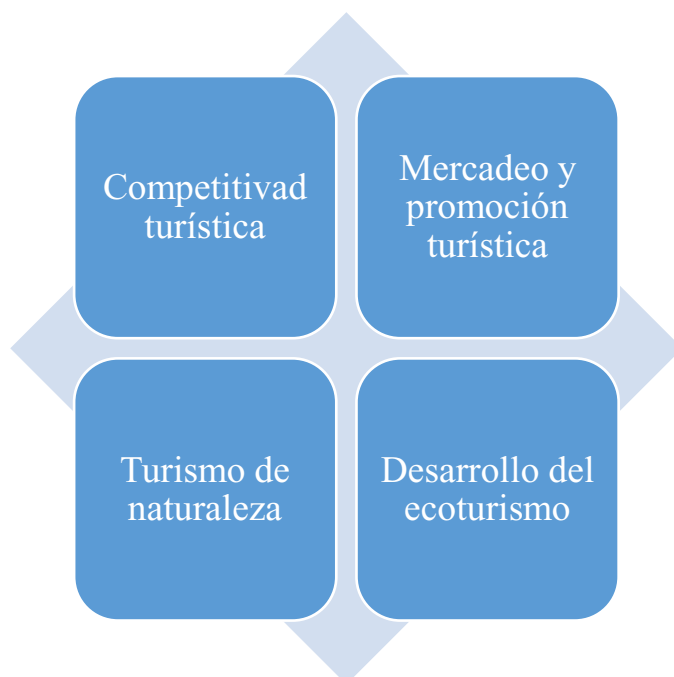 Competitivad
turística
Mercadeo y
promoción
turística
Turismo de
naturaleza
Desarrollo del
ecoturismo